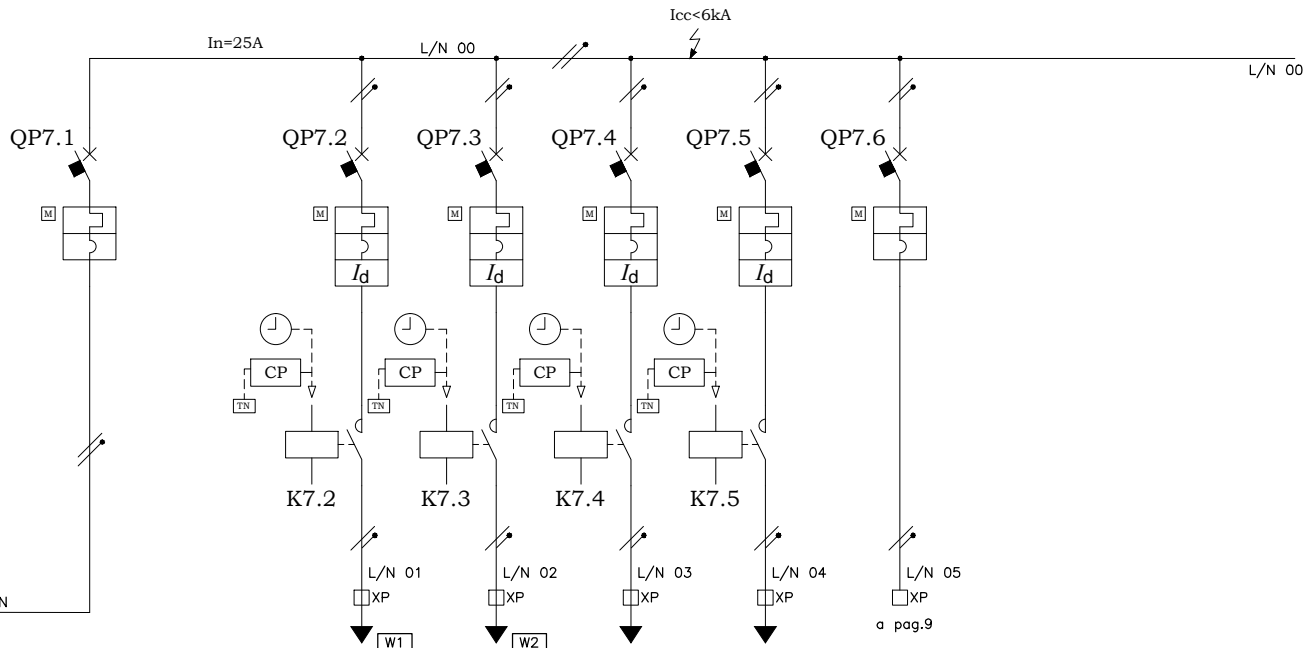 Icc<6kA
In=25A
L/N 00
L/N 00
QP7.1
QP7.2
QP7.3
QP7.4
QP7.5
QP7.6
M
M
M
M
M
M
Id
Id
Id
Id
CP
CP
CP
CP
TN
TN
TN
TN
K7.2
K7.3
K7.4
K7.5
L/N 01
L/N 02
L/N 03
L/N 04
L/N 05
N
XP
XP
XP
XP
XP
a pag.9
W1
W2